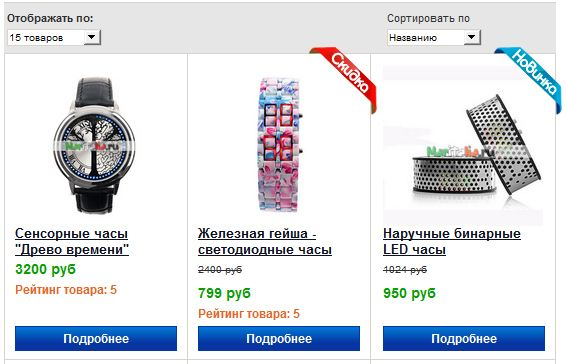 Отображать по:
Сортировать по
15 товаров
Названию
Скидка
Новинка
Maritalia.ru
Сенсорные часы
"Древо времени"
3200 руб
Рейтинг товара: 5
Подробнее
Железная гейша -
светодиодные часы
2400 руб
799 руб
Рейтинг товара: 5
Подробнее
Наручные бинарные
LED часы
1024 руб
950 руб
Подробнее